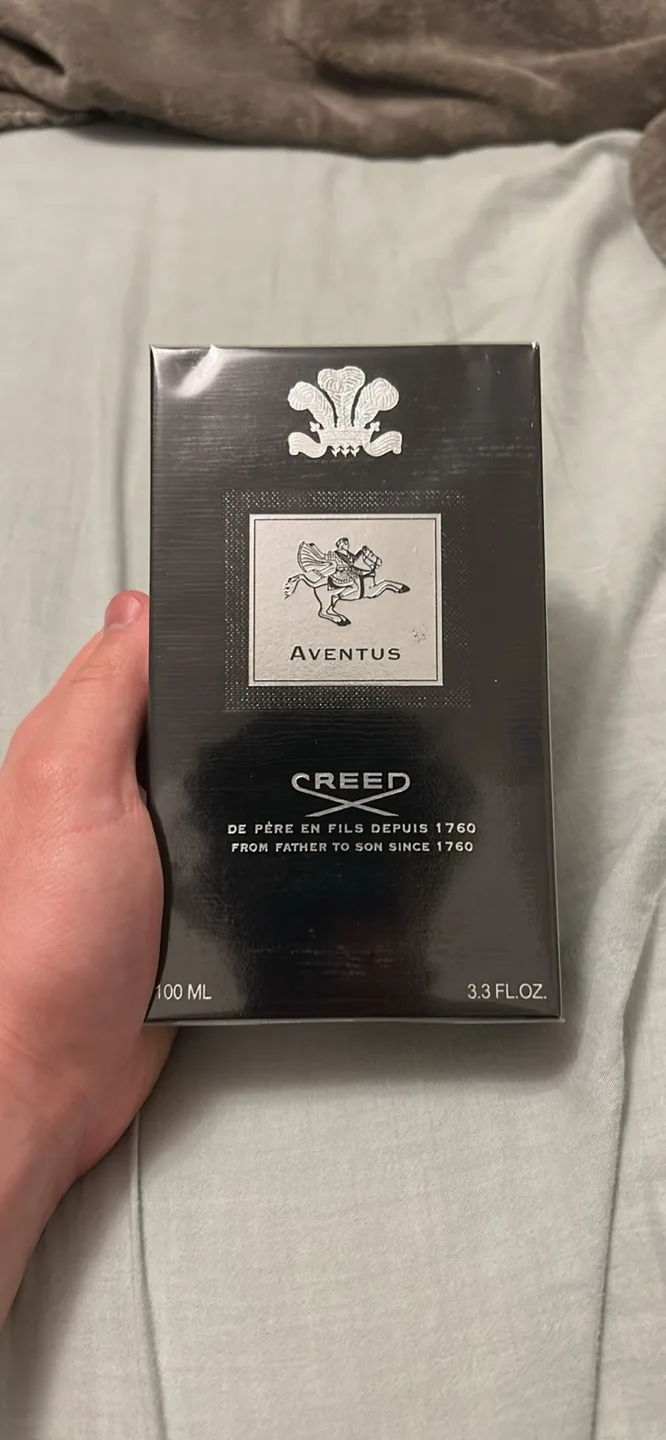 AVENTUS
CREED
DE PÈRE EN FILS DEPUIS 1760
FROM FATHER TO SON SINCE 1760
100 ML
3.3 FL.OZ.